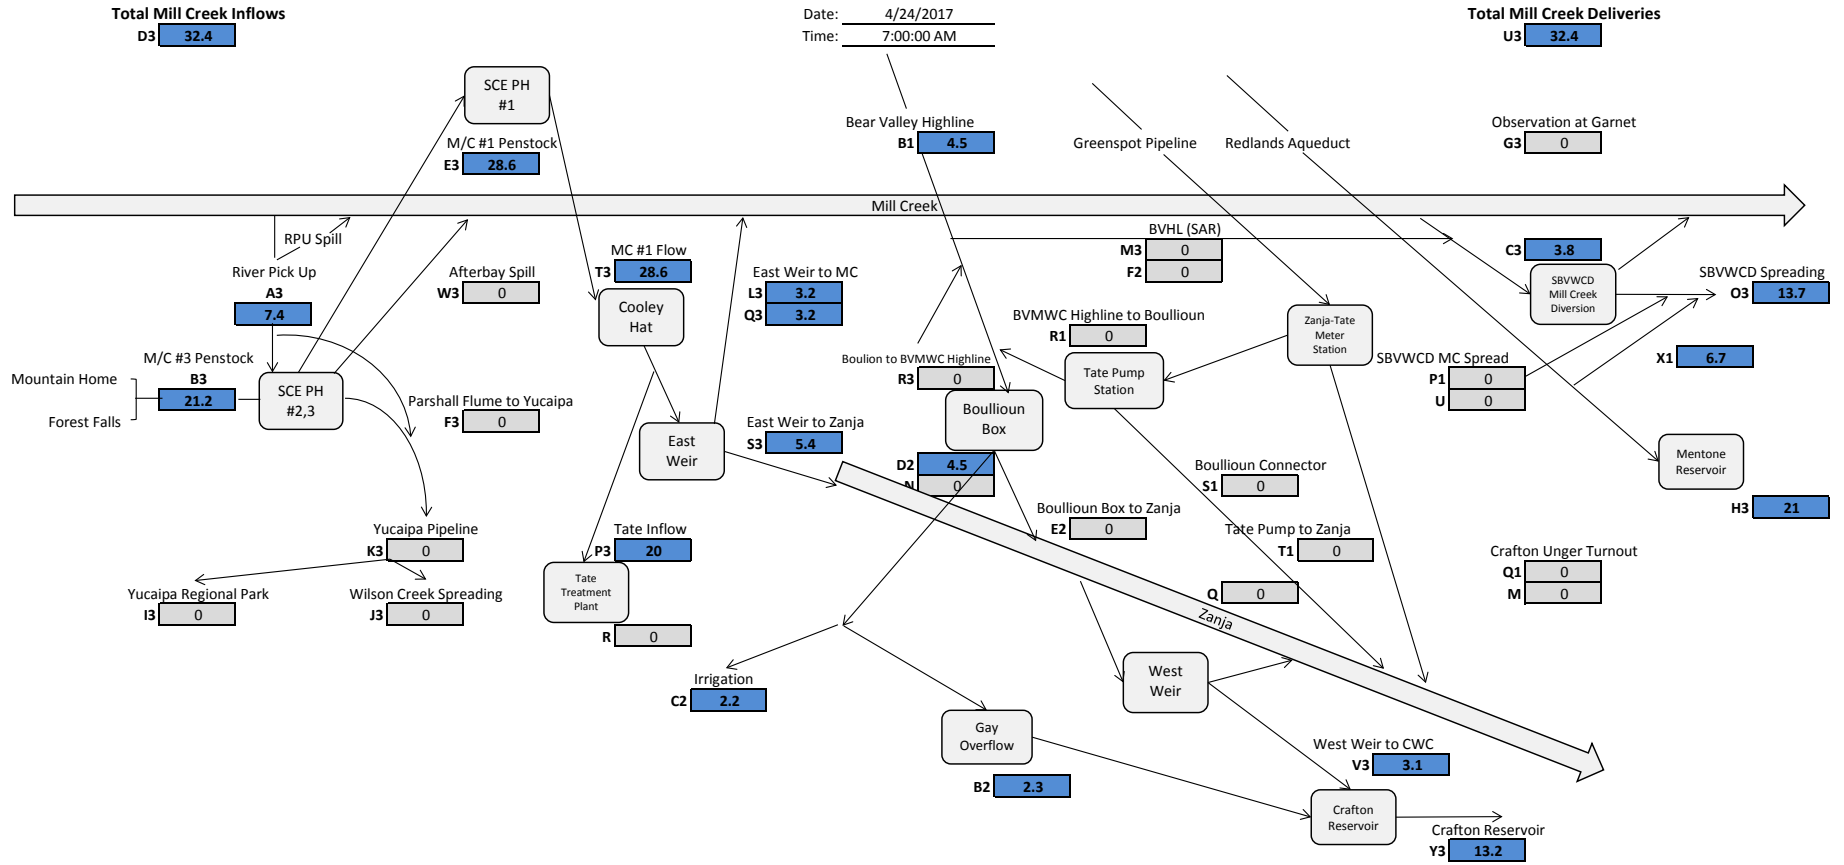 Total Mill Creek Inflows
D3 32.4
Date: 4/24/2017
Time: 7:00:00 AM
Total Mill Creek Deliveries
U3 32.4
SCE PH
#1
M/C #1 Penstock
E3 28.6
Bear Valley Highline
B1 4.5
Greenspot Pipeline
Redlands Aqueduct
Observation at Garnet
G3 0
Mill Creek
RPU Spill
River Pick Up
A3
7.4
Afterbay Spill
W3 0
MC #1 Flow
T3 28.6
Cooley
Hat
East Weir to MC
L3 3.2
Q3 3.2
BVHL (SAR)
M3 0
F2 0
C3 3.8
SBVWCD
Mill Creek
Diversion
SBVWCD Spreading
O3 13.7
BVMWC Highline to Boullioun
R1 0
Zanja-Tate
Meter
Station
Boulion to BVMWC Highline
R3 0
Tate Pump
Station
SBVWCD MC Spread
P1 0
U 0
X1 6.7
M/C #3 Penstock
B3
21.2
Mountain Home
Forest Falls
SCE PH
#2,3
Parshall Flume to Yucaipa
F3 0
East
Weir
East Weir to Zanja
S3 5.4
Boullioun
Box
D2 4.5
N 0
Boullioun Connector
S1 0
Mentone
Reservoir
H3 21
Boullioun Box to Zanja
E2 0
Tate Pump to Zanja
T1 0
Yucaipa Pipeline
K3 0
Tate Inflow
P3 20
Tate
Treatment
Plant
R 0
Crafton Unger Turnout
Q1 0
M 0
Yucaipa Regional Park
I3 0
Wilson Creek Spreading
J3 0
Q 0
Zanja
Irrigation
C2 2.2
West
Weir
Gay
Overflow
B2 2.3
West Weir to CWC
V3 3.1
Crafton
Reservoir
Crafton Reservoir
Y3 13.2